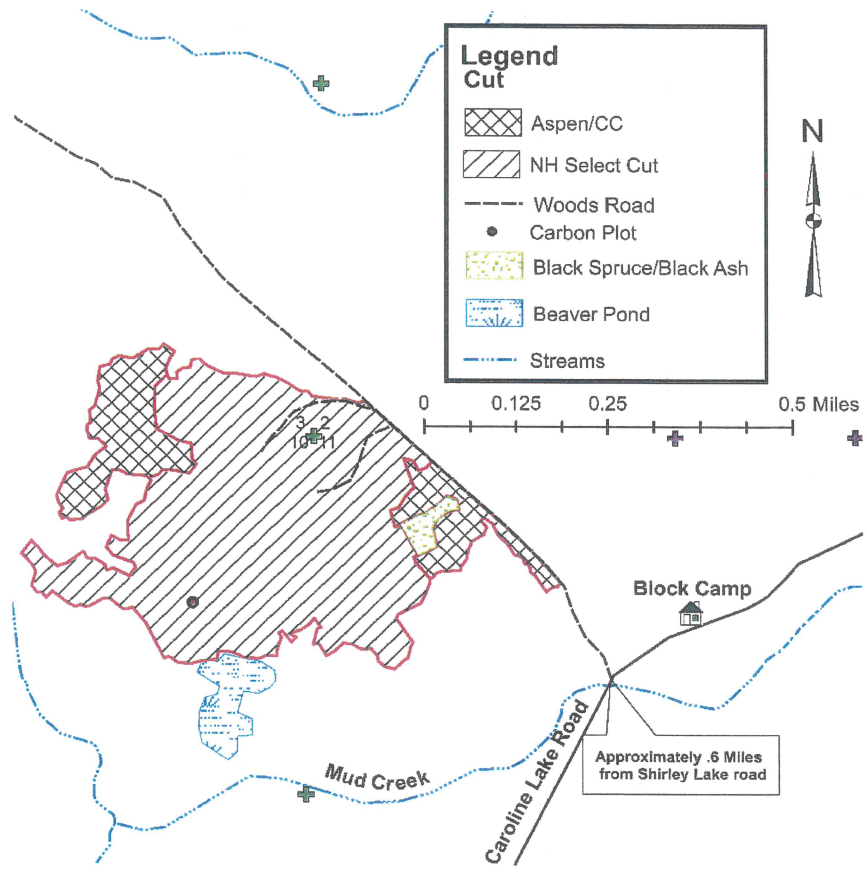 Legend
Cut
Aspen/CC
NH Select Cut
Woods Road
Carbon Plot
Black Spruce/Black Ash
Beaver Pond
Streams
N
0 0.125 0.25 0.5 Miles
3 2
10 11
Block Camp
Caroline Lake Road
Approximately .6 Miles
from Shirley Lake road
Mud Creek